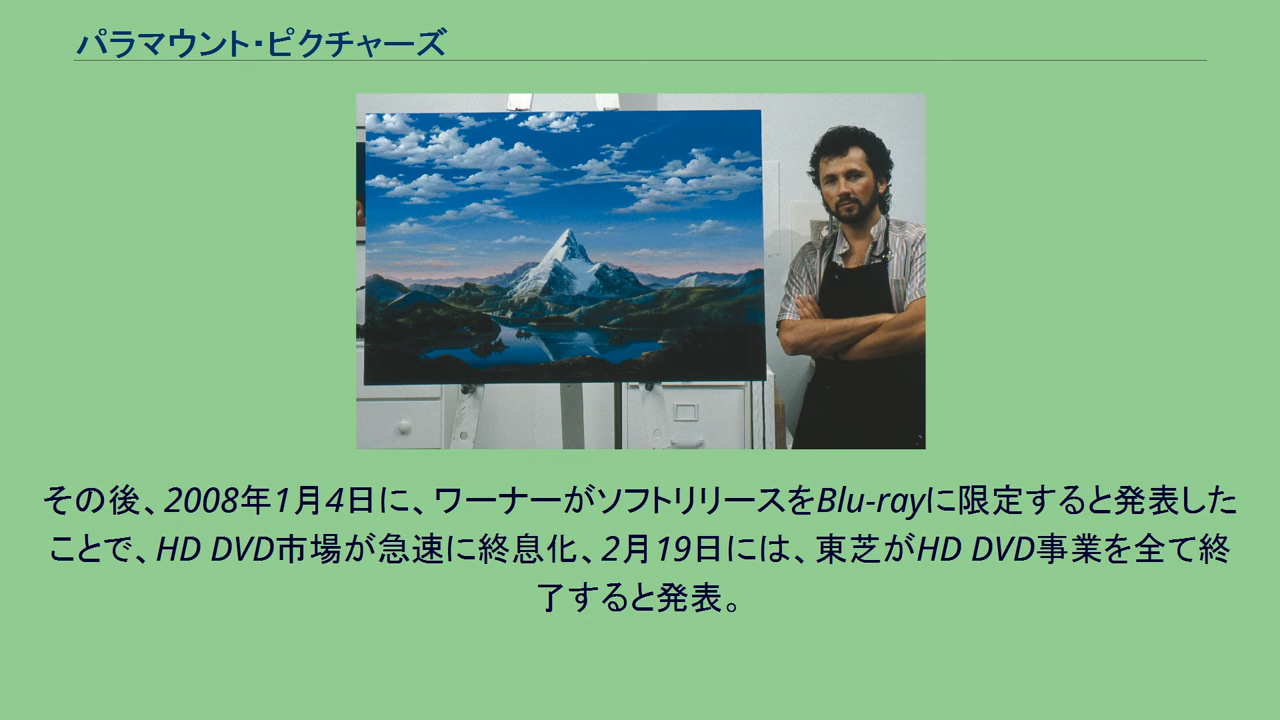 パラマウント・ピクチャーズ
その後、2008年1月4日に、ワーナーがソフトリリースをBlu-rayに限定すると発表した
ことで、HD DVD市場が急速に終息化、2月19日には、東芝がHD DVD事業を全て終
了すると発表。